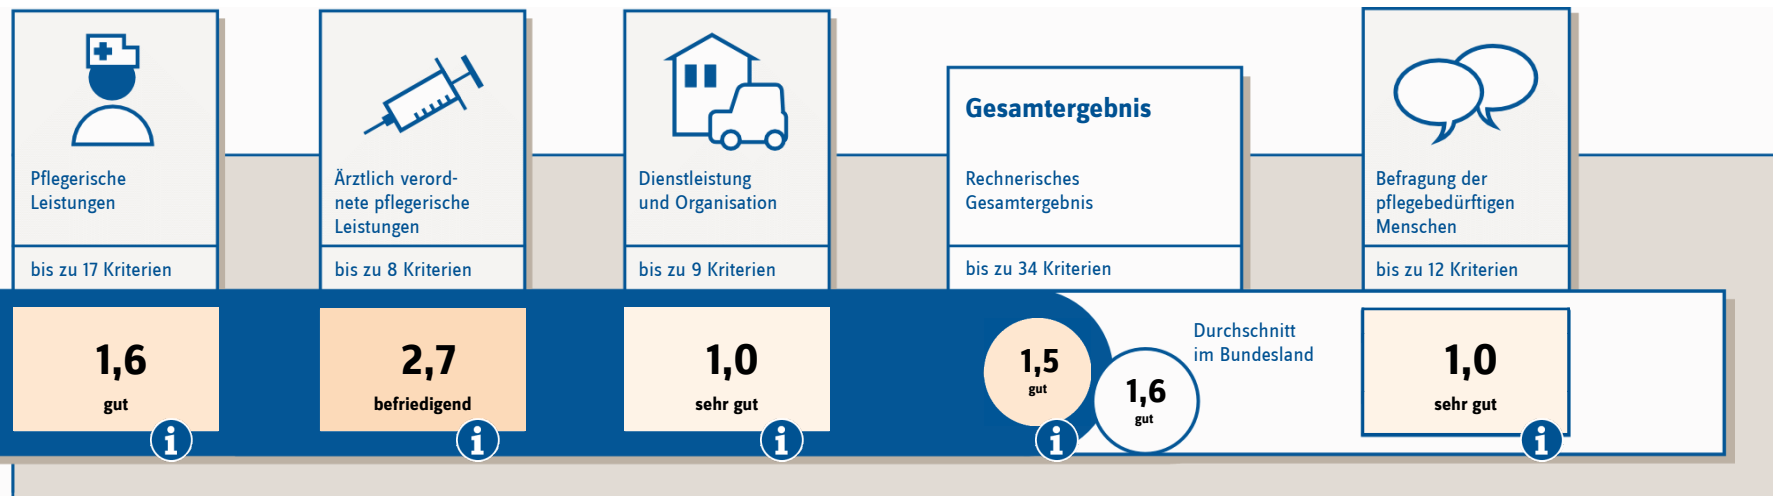 Pflegerische
Leistungen
bis zu 17 Kriterien
1,6
gut
Ärztlich verord-
nete pflegerische
Leistungen
bis zu 8 Kriterien
2,7
befriedigend
Dienstleistung
und Organisation
bis zu 9 Kriterien
1,0
sehr gut
Gesamtergebnis
Rechnerisches
Gesamtergebnis
bis zu 34 Kriterien
1,5
gut
1,6
gut
Durchschnitt
im Bundesland
Befragung der
pflegebedürftigen
Menschen
bis zu 12 Kriterien
1,0
sehr gut